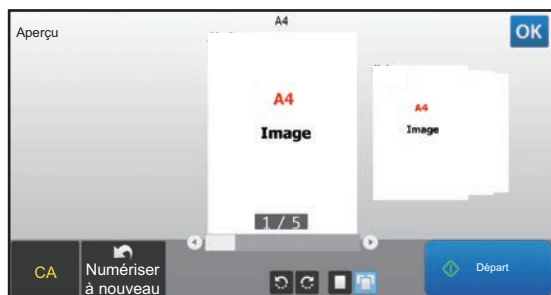 A4
Aperçu
OK
A4
Image
A4
Image
1 / 5
CA
Numériser
à nouveau
Départ